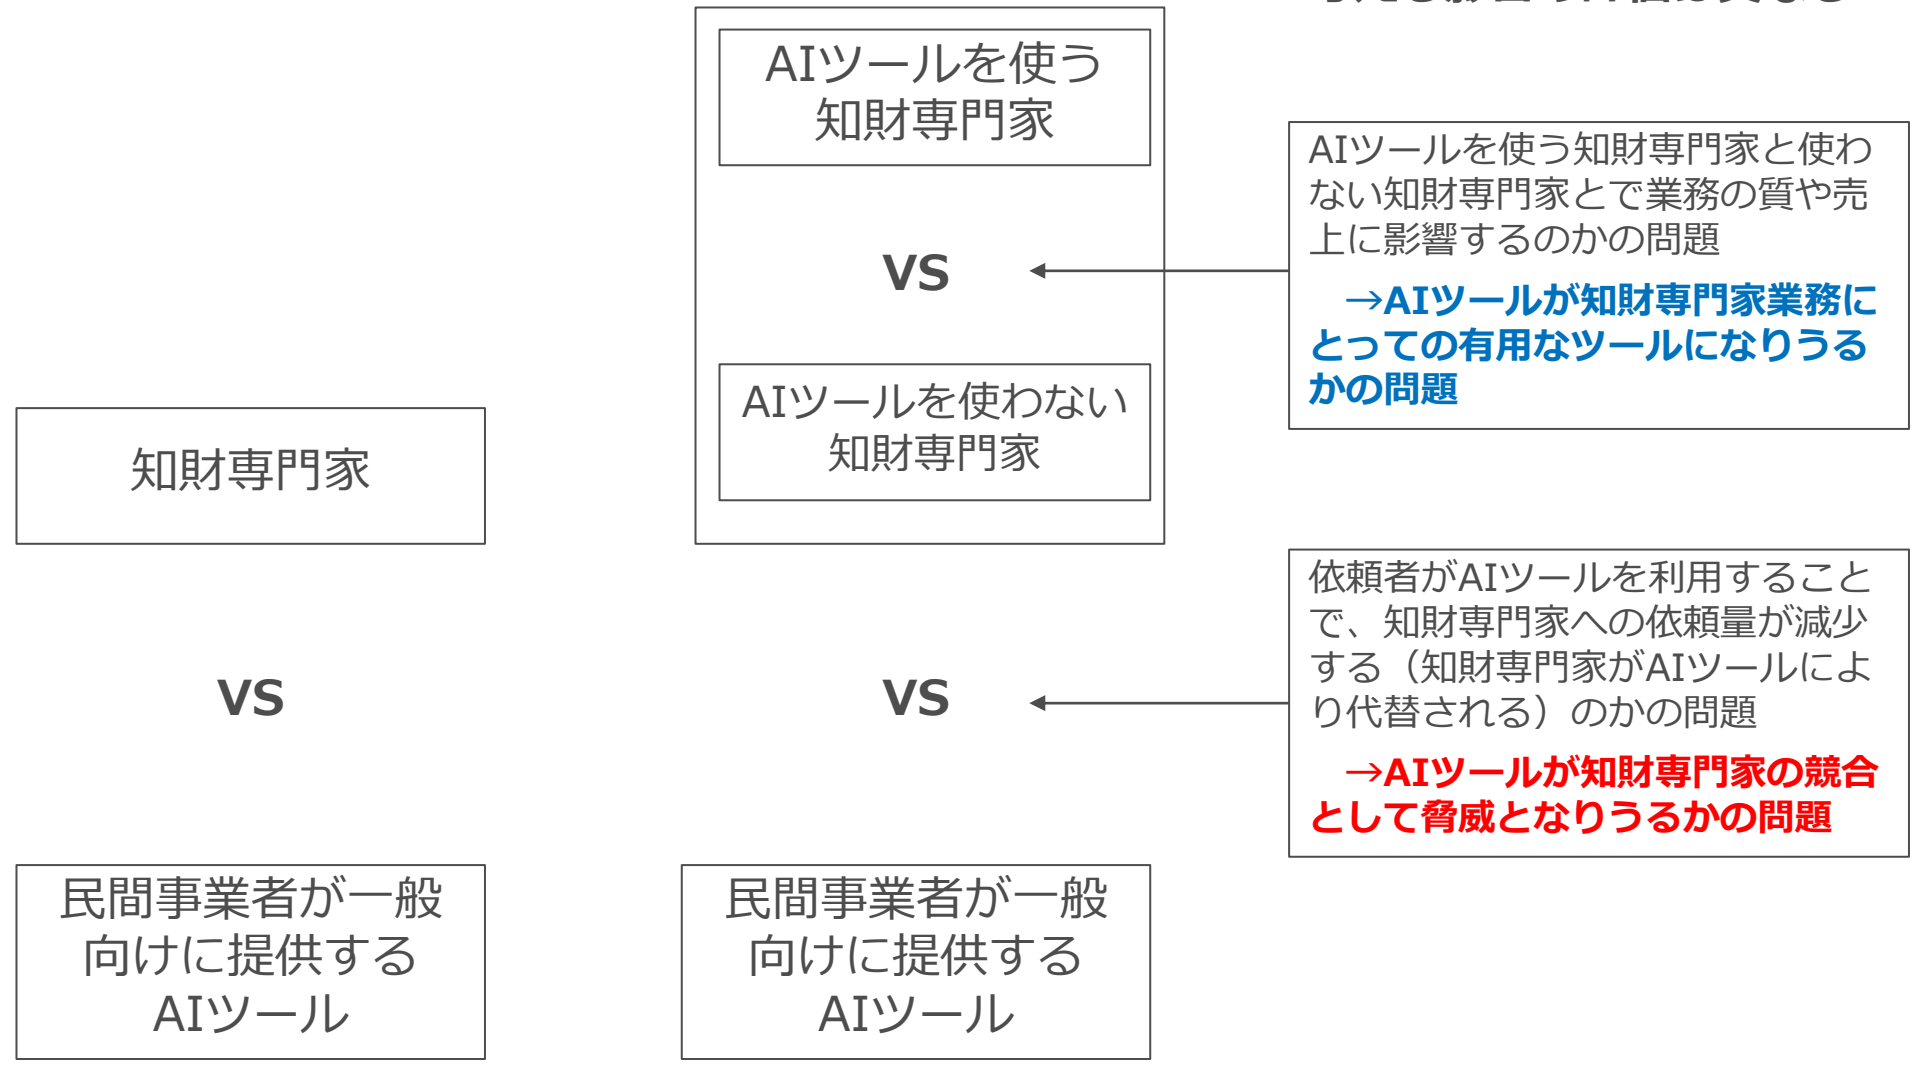 AIツールを使う
知財専門家
VS
AIツールを使わない
知財専門家
AIツールを使う知財専門家と使わ
ない知財専門家とで業務の質や売
上に影響するのかの問題
→AIツールが知財専門家業務に
とっての有用なツールになりうる
かの問題
知財専門家
VS
VS
依頼者がAIツールを利用すること
で、知財専門家への依頼量が減少
する（知財専門家がAIツールによ
り代替される）のかの問題
→AIツールが知財専門家の競合
として脅威となりうるかの問題
民間事業者が一般
向けに提供する
AIツール
民間事業者が一般
向けに提供する
AIツール